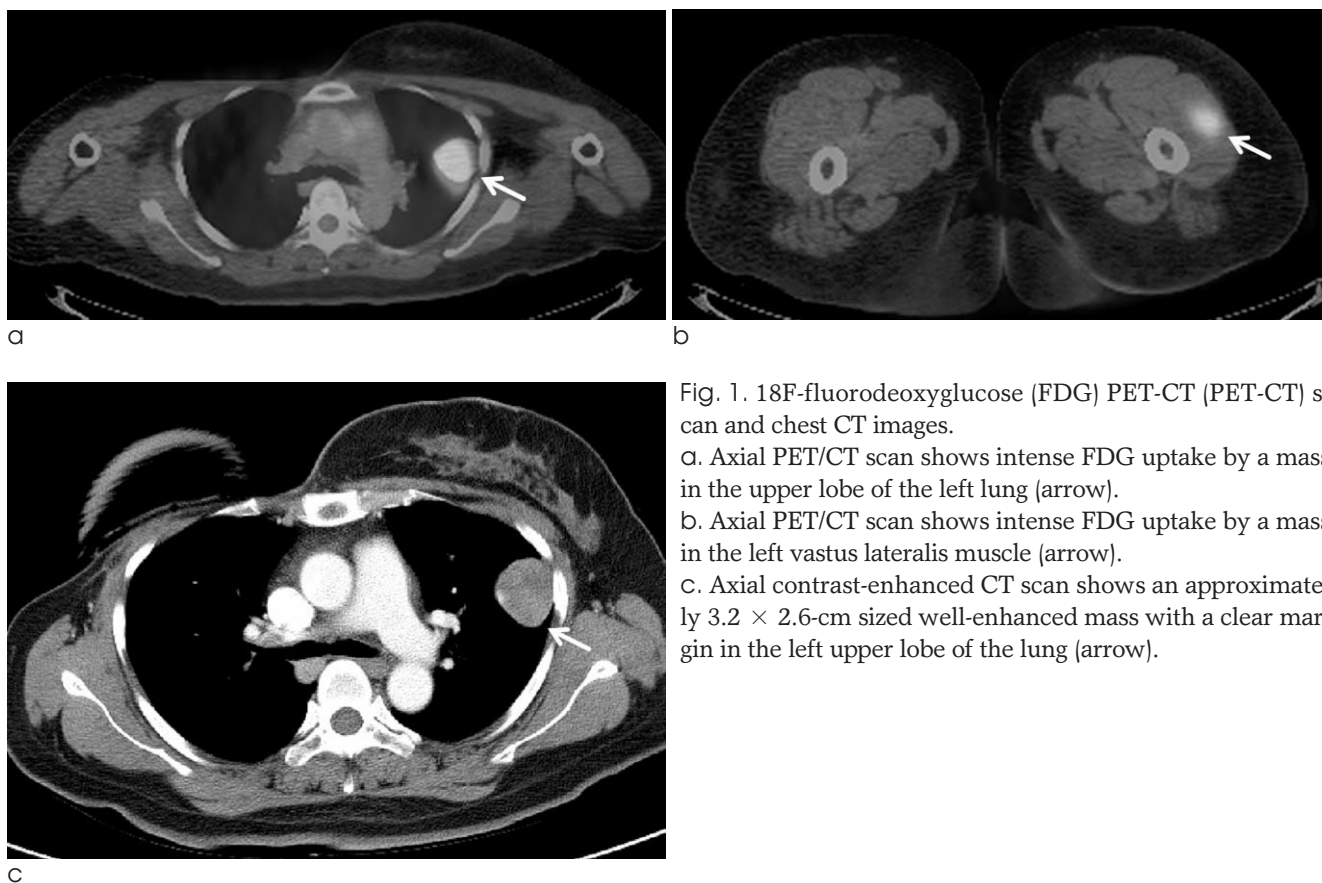 a
b
c
Fig. 1. 18F-fluorodeoxyglucose (FDG) PET-CT (PET-CT) s
can and chest CT images.
a. Axial PET/CT scan shows intense FDG uptake by a mass
in the upper lobe of the left lung (arrow).
b. Axial PET/CT scan shows intense FDG uptake by a mass
in the left vastus lateralis muscle (arrow).
c. Axial contrast-enhanced CT scan shows an approximate
ly 3.2 × 2.6-cm sized well-enhanced mass with a clear mar
gin in the left upper lobe of the lung (arrow).